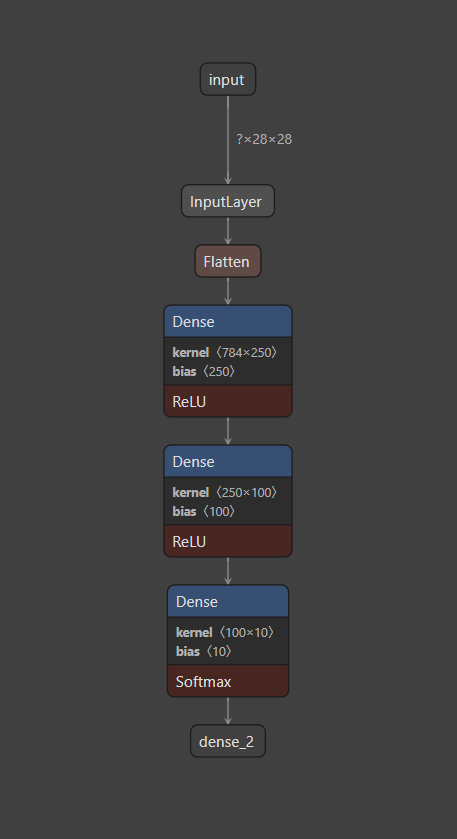 input
?×28×28
InputLayer
Flatten
Dense
kernel 〈784×250〉
bias 〈250〉
ReLU
Dense
kernel 〈250×100〉
bias 〈100〉
ReLU
Dense
kernel 〈100×10〉
bias 〈10〉
Softmax
dense_2